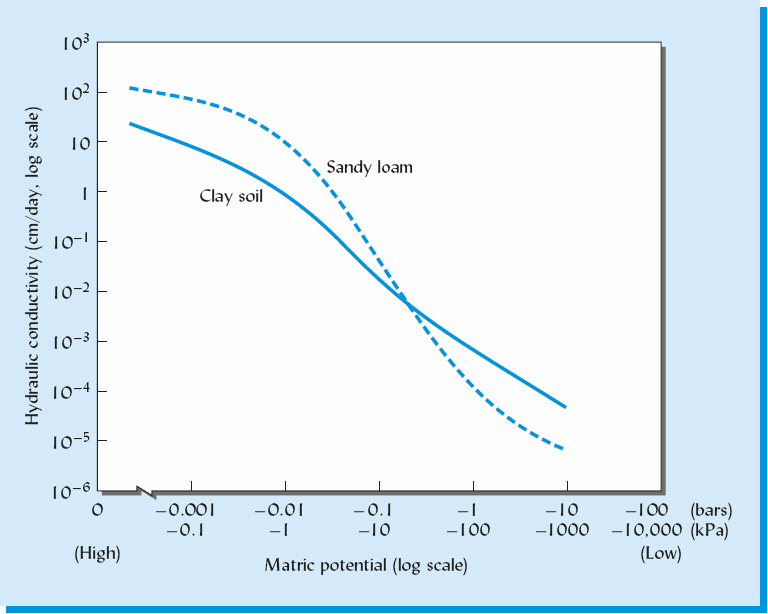 Hydraulic conductivity (cm/day, log scale)
10³
10²
10
1
10⁻¹
10⁻²
10⁻³
10⁻⁴
10⁻⁵
10⁻⁶
Sandy loam
Clay soil
0 −0.001 −0.01 −0.1 −1 −10 −100 (bars)
−0.1 −1 −10 −100 −1000 −10,000 (kPa)
(High) (Low)
Matric potential (log scale)